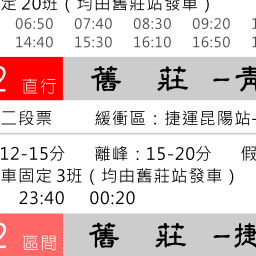 定 20班（均由舊莊站發車）
06:50 07:40 08:30 09:20
14:40 15:30 16:10 16:50
2 直行 舊 莊 –青
二段票 緩衝區：捷運昆陽站-
12-15分 離峰：15-20分 假
車固定 3班（均由舊莊站發車）
23:40 00:20
2 區間 舊 莊 –捷